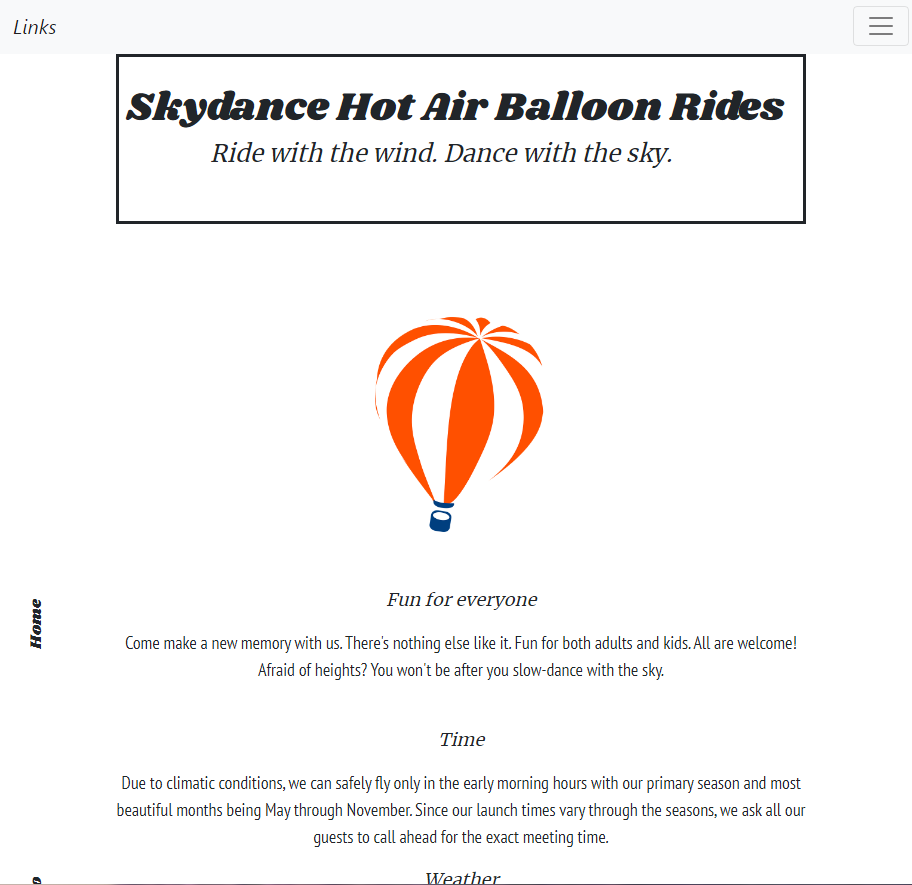 Links
Skydance Hot Air Balloon Rides
Ride with the wind. Dance with the sky.
Fun for everyone
Home
Come make a new memory with us. There's nothing else like it. Fun for both adults and kids. All are welcome!
Afraid of heights? You won't be after you slow-dance with the sky.
Time
Due to climatic conditions, we can safely fly only in the early morning hours with our primary season and most
beautiful months being May through November. Since our launch times vary through the seasons, we ask all our
guests to call ahead for the exact meeting time.
Weather